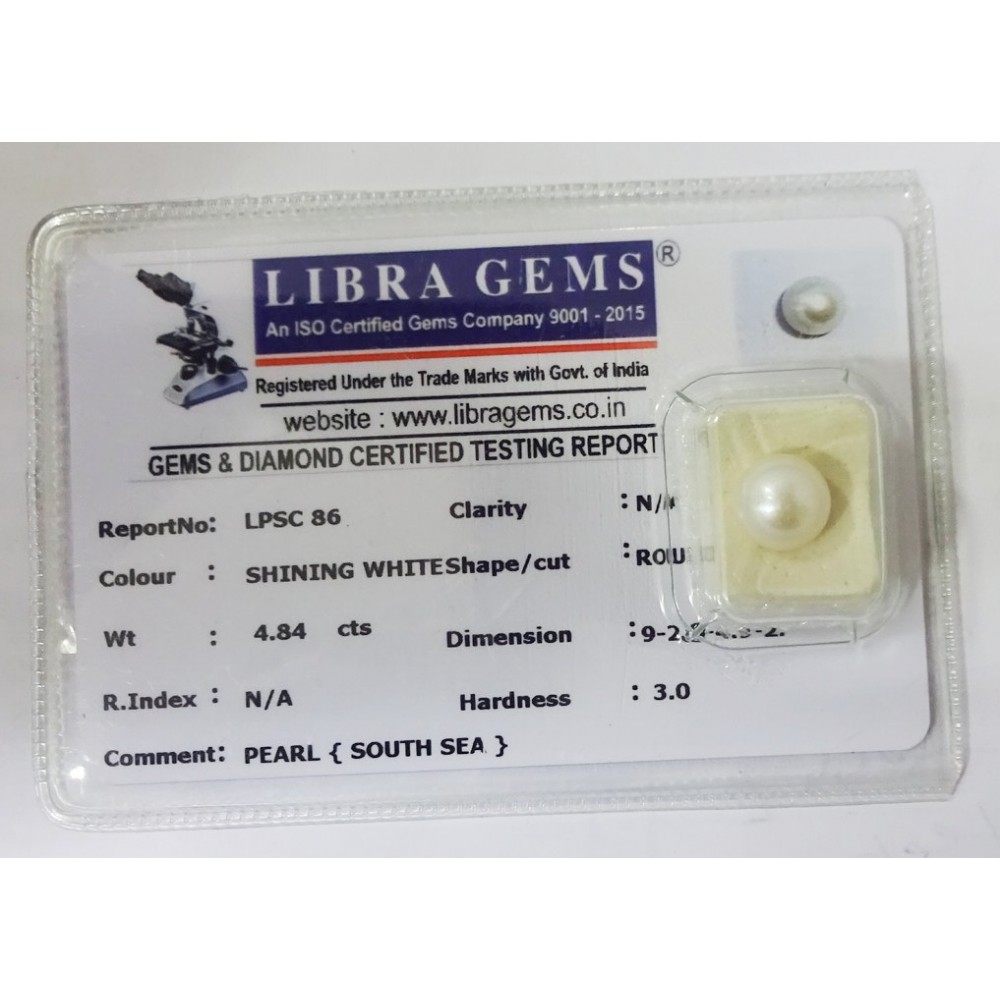 LIBRA GEMS ®
An ISO Certified Gems Company 9001 - 2015
Registered Under the Trade Marks with Govt. of India
website : www.libragems.co.in
GEMS & DIAMOND CERTIFIED TESTING REPORT
ReportNo: LPSC 86 Clarity : N/A
Colour : SHINING WHITE Shape/cut :
Wt : 4.84 cts Dimension :
R.Index : N/A Hardness : 3.0
Comment: PEARL { SOUTH SEA }